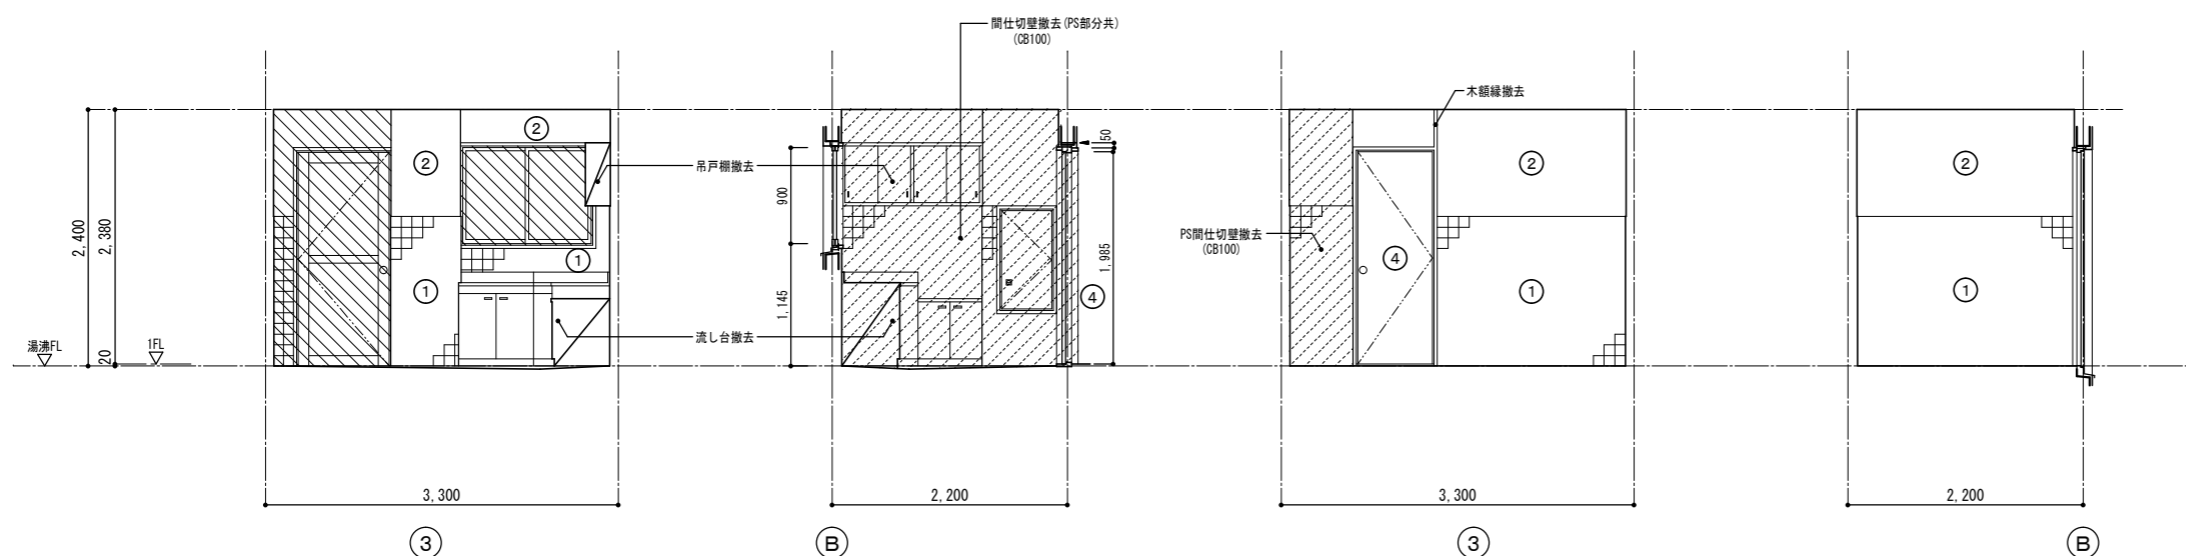 間仕切壁撤去(PS部分共)
(CB100)
木額縁撤去
吊戸棚撤去
PS間仕切壁撤去
(CB100)
流し台撤去
湯沸FL
1FL
2,400
2,380
20
900
1,145
50
1,985
②
②
①
①
④
④
②
①
②
①
3,300
2,200
3,300
2,200
③
Ⓑ
③
Ⓑ